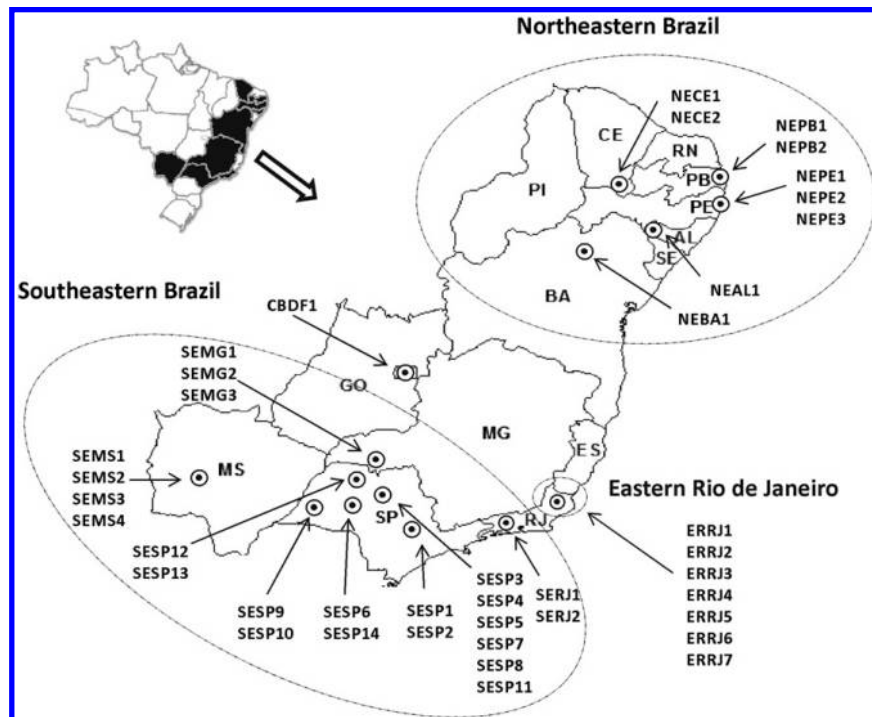 Northeastern Brazil
NECE1
NECE2
CE
RN
NEPB1
NEPB2
PB
PI
NEPE1
NEPE2
NEPE3
PE
AL
SE
BA
NEAL1
NEBA1
Southeastern Brazil
CBDF1
SEMG1
SEMG2
SEMG3
GO
MG
ES
SEMS1
SEMS2
SEMS3
SEMS4
MS
SP
RJ
Eastern Rio de Janeiro
ERRJ1
ERRJ2
ERRJ3
ERRJ4
ERRJ5
ERRJ6
ERRJ7
SESP12
SESP13
SESP9
SESP10
SESP6
SESP14
SESP1
SESP2
SESP3
SESP4
SESP5
SESP7
SESP8
SESP11
SERJ1
SERJ2